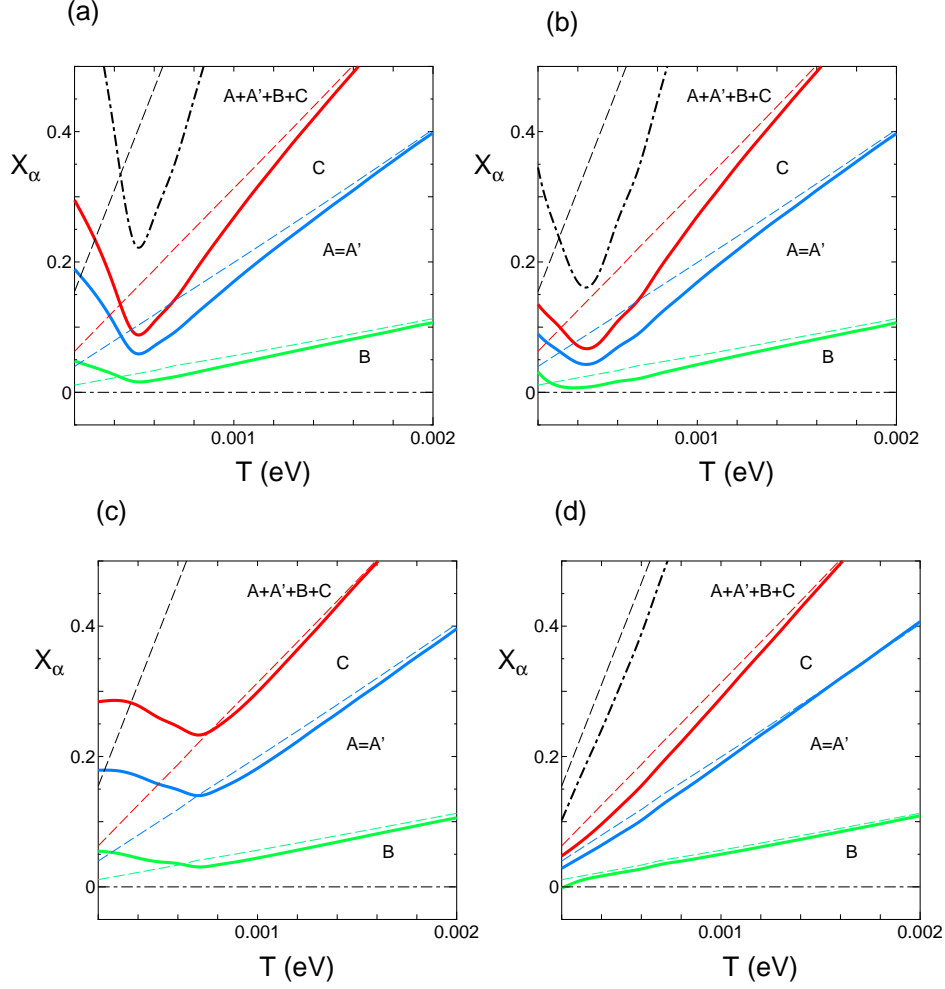 (a)
A+A'+B+C
0.4
Xα
C
0.2
A=A'
B
0
0.001
0.002
T (eV)
(b)
A+A'+B+C
0.4
Xα
C
0.2
A=A'
B
0
0.001
0.002
T (eV)
(c)
A+A'+B+C
0.4
Xα
C
0.2
A=A'
B
0
0.001
0.002
T (eV)
(d)
A+A'+B+C
0.4
Xα
C
0.2
A=A'
B
0
0.001
0.002
T (eV)